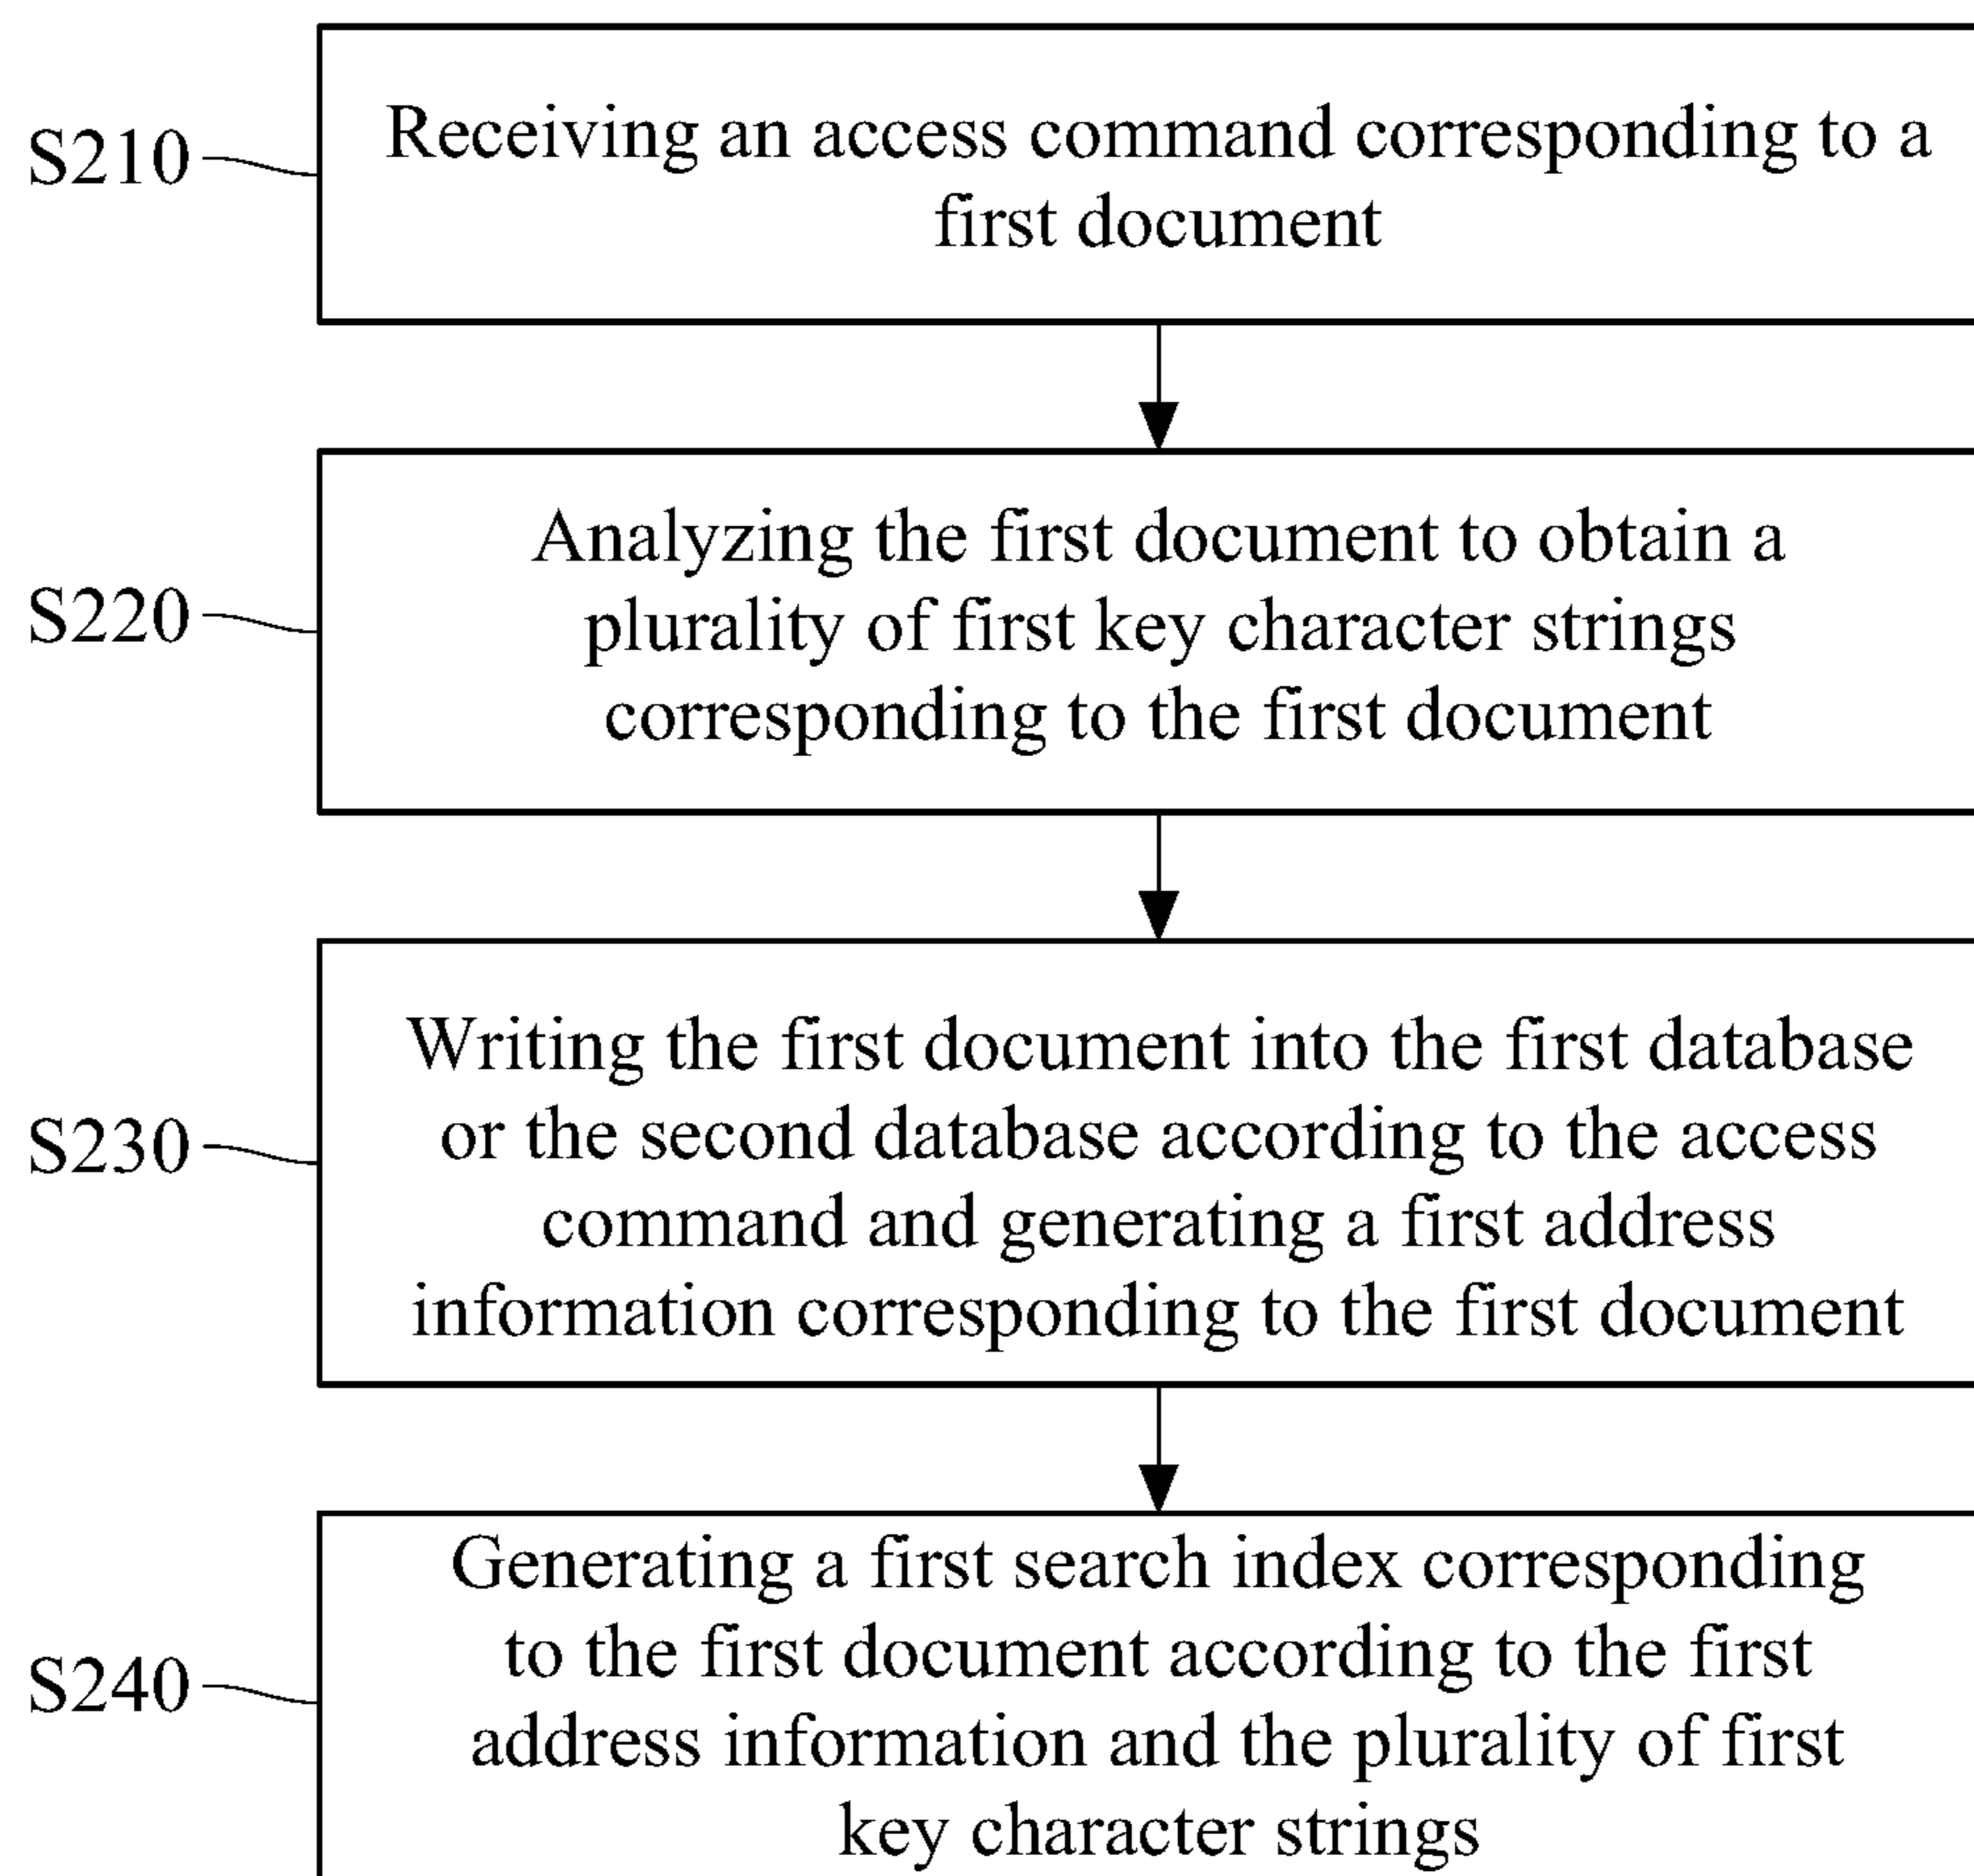 S210
Receiving an access command corresponding to a
first document
S220
Analyzing the first document to obtain a
plurality of first key character strings
corresponding to the first document
S230
Writing the first document into the first database
or the second database according to the access
command and generating a first address
information corresponding to the first document
S240
Generating a first search index corresponding
to the first document according to the first
address information and the plurality of first
key character strings